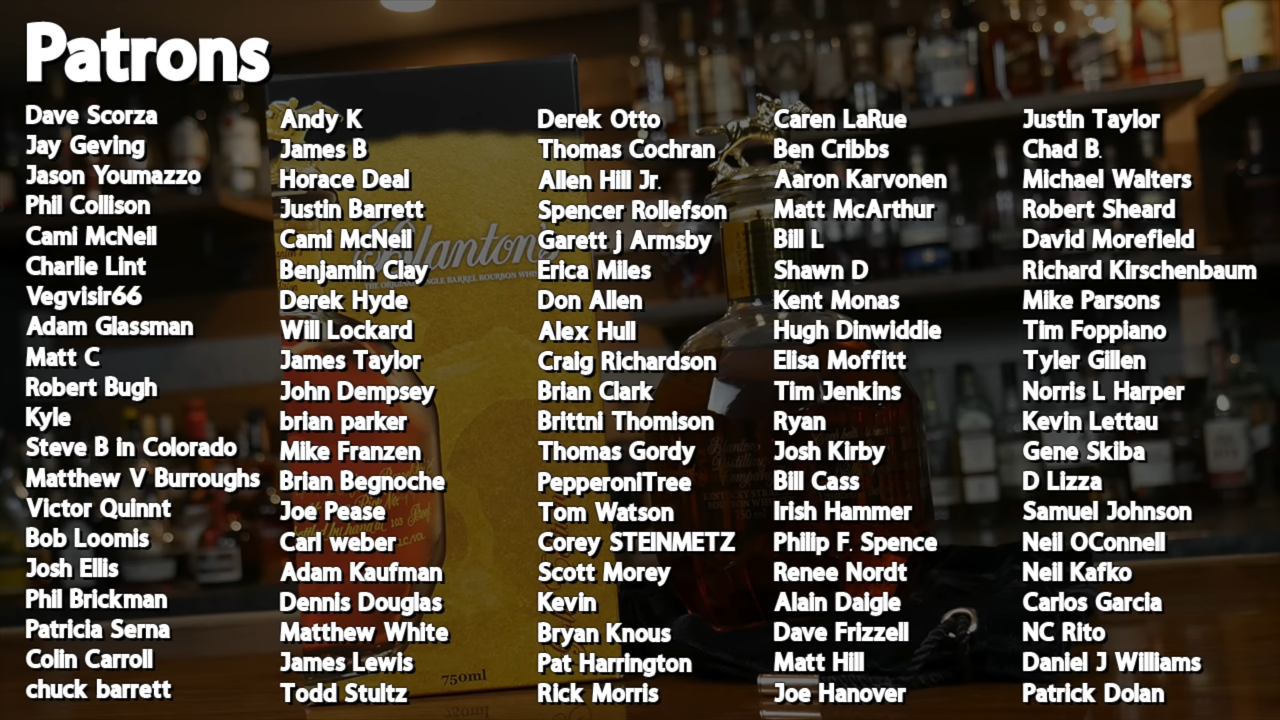 Patrons
Dave Scorza
Jay Geving
Jason Youmazzo
Phil Collison
Cami McNeil
Charlie Lint
Vegvisir66
Adam Glassman
Matt C
Robert Bugh
Kyle
Steve B in Colorado
Matthew V Burroughs
Victor Quinnt
Bob Loomis
Josh Ellis
Phil Brickman
Patricia Serna
Colin Carroll
chuck barrett
Andy K
James B
Horace Deal
Justin Barrett
Cami McNeil
Benjamin Clay
Derek Hyde
Will Lockard
James Taylor
John Dempsey
brian parker
Mike Franzen
Brian Begnoche
Joe Pease
Carl weber
Adam Kaufman
Dennis Douglas
Matthew White
James Lewis
Todd Stultz
Derek Otto
Thomas Cochran
Allen Hill Jr.
Spencer Rollefson
Garett j Armsby
Erica Miles
Don Allen
Alex Hull
Craig Richardson
Brian Clark
Brittni Thomison
Thomas Gordy
PepperoniTree
Tom Watson
Corey STEINMETZ
Scott Morey
Kevin
Bryan Knous
Pat Harrington
Rick Morris
Caren LaRue
Ben Cribbs
Aaron Karvonen
Matt McArthur
Bill L
Shawn D
Kent Monas
Hugh Dinwiddie
Elisa Moffitt
Tim Jenkins
Ryan
Josh Kirby
Bill Cass
Irish Hammer
Philip F. Spence
Renee Nordt
Alain Daigle
Dave Frizzell
Matt Hill
Joe Hanover
Justin Taylor
Chad B.
Michael Walters
Robert Sheard
David Morefield
Richard Kirschenbaum
Mike Parsons
Tim Foppiano
Tyler Gillen
Norris L Harper
Kevin Lettau
Gene Skiba
D Lizza
Samuel Johnson
Neil OConnell
Neil Kafko
Carlos Garcia
NC Rito
Daniel J Williams
Patrick Dolan
Blanton's
750ml